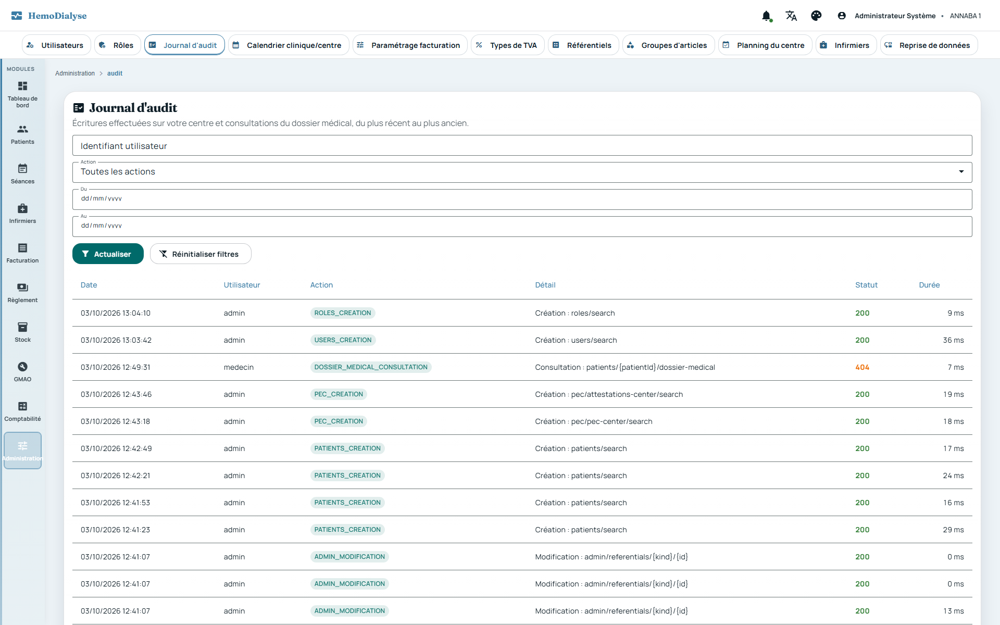 HemoDialyse
Administrateur Système • ANNABA 1
Utilisateurs
Rôles
Journal d'audit
Calendrier clinique/centre
Paramétrage facturation
Types de TVA
Référentiels
Groupes d'articles
Planning du centre
Infirmiers
Reprise de données
MODULES
Tableau de
bord
Patients
Séances
Infirmiers
Facturation
Règlement
Stock
GMAO
Comptabilité
Administration
Administration > audit
Journal d'audit
Écritures effectuées sur votre centre et consultations du dossier médical, du plus récent au plus ancien.
Identifiant utilisateur
Action
Toutes les actions
Du
dd/mm/yyyy
Au
dd/mm/yyyy
Actualiser
Réinitialiser filtres
Date Utilisateur Action Détail Statut Durée
03/10/2026 13:04:10 admin ROLES_CREATION Création : roles/search 200 9 ms
03/10/2026 13:03:42 admin USERS_CREATION Création : users/search 200 36 ms
03/10/2026 12:49:31 medecin DOSSIER_MEDICAL_CONSULTATION Consultation : patients/{patientId}/dossier-medical 404 7 ms
03/10/2026 12:43:46 admin PEC_CREATION Création : pec/attestations-center/search 200 19 ms
03/10/2026 12:43:18 admin PEC_CREATION Création : pec/pec-center/search 200 18 ms
03/10/2026 12:42:49 admin PATIENTS_CREATION Création : patients/search 200 17 ms
03/10/2026 12:42:21 admin PATIENTS_CREATION Création : patients/search 200 24 ms
03/10/2026 12:41:53 admin PATIENTS_CREATION Création : patients/search 200 16 ms
03/10/2026 12:41:23 admin PATIENTS_CREATION Création : patients/search 200 29 ms
03/10/2026 12:41:07 admin ADMIN_MODIFICATION Modification : admin/referentials/{kind}/{id} 200 0 ms
03/10/2026 12:41:07 admin ADMIN_MODIFICATION Modification : admin/referentials/{kind}/{id} 200 0 ms
03/10/2026 12:41:07 admin ADMIN_MODIFICATION Modification : admin/referentials/{kind}/{id} 200 13 ms